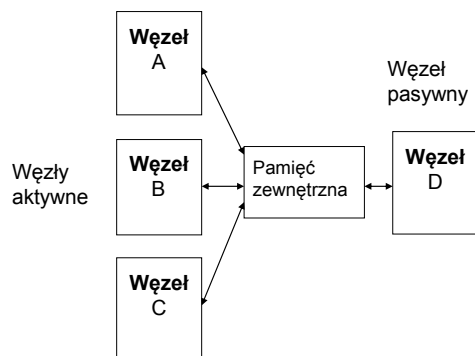 Węzeł
A
Węzeł
pasywny
Węzły
aktywne
Węzeł
B
Pamięć
zewnętrzna
Węzeł
D
Węzeł
C